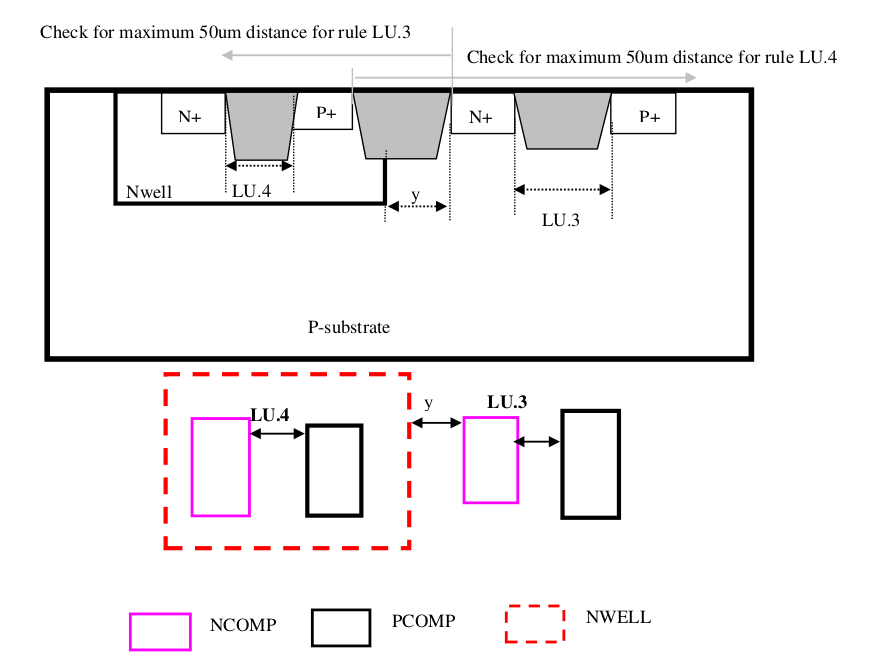 Check for maximum 50um distance for rule LU.3
Check for maximum 50um distance for rule LU.4
N+
P+
N+
P+
Nwell
LU.4
y
LU.3
P-substrate
LU.4
y
LU.3
NCOMP
PCOMP
NWELL